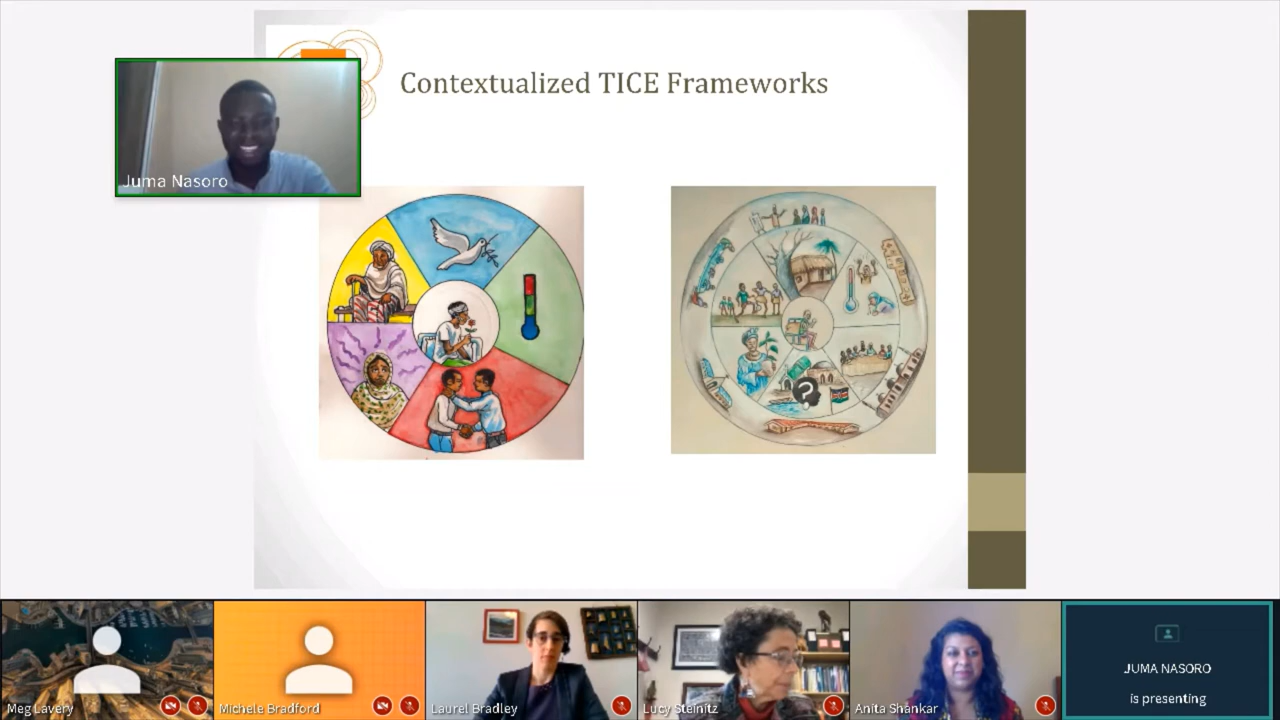 Contextualized TICE Frameworks
Juma Nasoro
?
Meg Lavery
Michele Bradford
Laurel Bradley
Lucy Steinitz
Anita Shankar
JUMA NASORO
is presenting